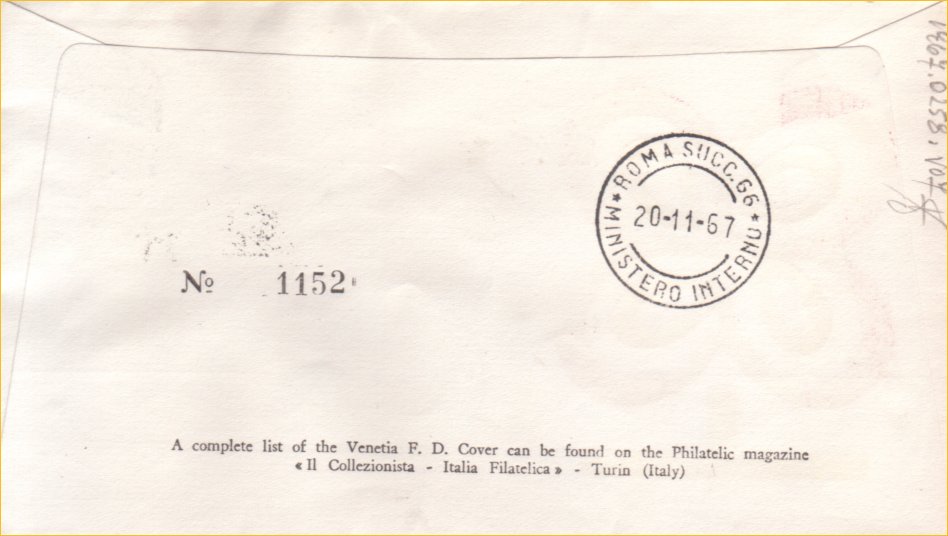 ROMA SUCC. 66
20-11-67
* MINISTERO INTERNO *
No 1152
A complete list of the Venetia F. D. Cover can be found on the Philatelic magazine
« Il Collezionista - Italia Filatelica » - Turin (Italy)